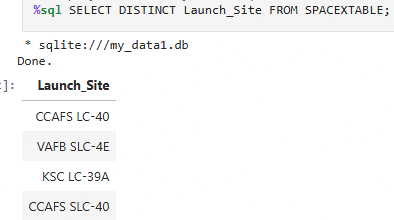 %sql SELECT DISTINCT Launch_Site FROM SPACEXTABLE;
* sqlite:///my_data1.db
Done.
]:
Launch_Site
CCAFS LC-40
VAFB SLC-4E
KSC LC-39A
CCAFS SLC-40